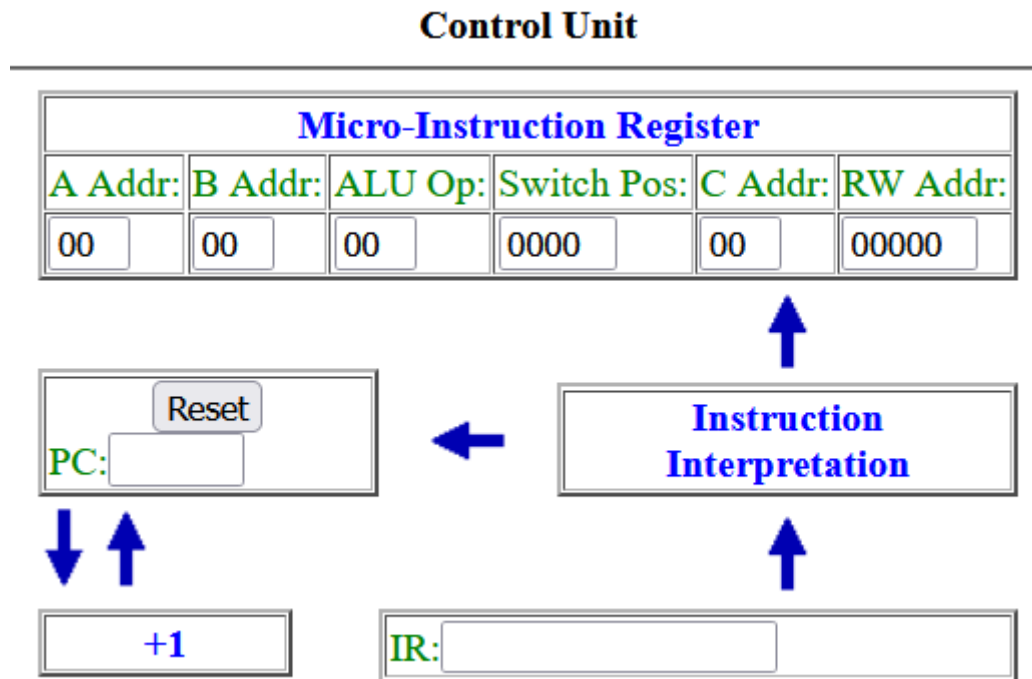 Control Unit
Micro-Instruction Register
A Addr: B Addr: ALU Op: Switch Pos: C Addr: RW Addr:
00 00 00 0000 00 00000
Reset
PC:
Instruction
Interpretation
+1
IR: